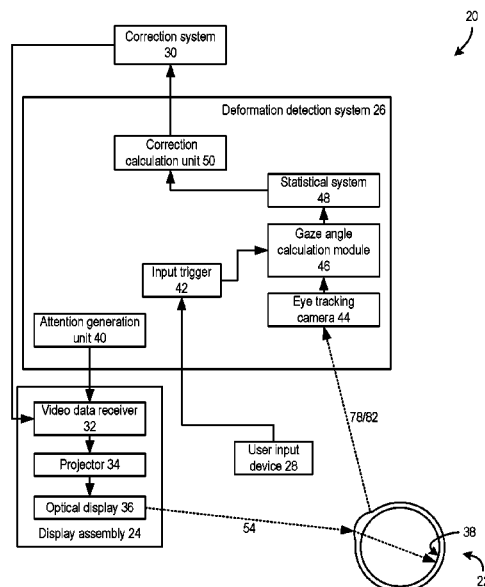 20
Correction system
30
Deformation detection system 26
Correction
calculation unit 50
Statistical system
48
Gaze angle
calculation module
46
Input trigger
42
Eye tracking
camera 44
Attention generation
unit 40
78/82
Video data receiver
32
User input
device 28
Projector 34
Optical display 36
54
38
Display assembly 24